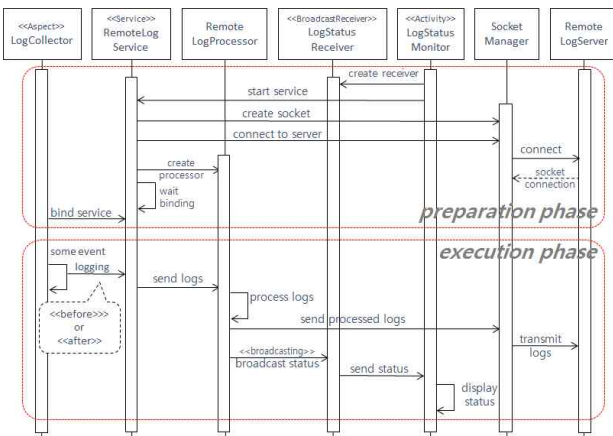 <<Aspect>>
LogCollector
<<Service>>
RemoteLog
Service
Remote
LogProcessor
<<BroadcastReceiver>>
LogStatus
Receiver
<<Activity>>
LogStatus
Monitor
Socket
Manager
Remote
LogServer
create receiver
start service
create socket
connect to server
connect
create
processor
socket
connection
wait
binding
bind service
preparation phase
execution phase
some event
logging
send logs
process logs
<<before>>>
or
<<after>>
send processed logs
transmit
logs
<<broadcasting>>
broadcast status
send status
display
status